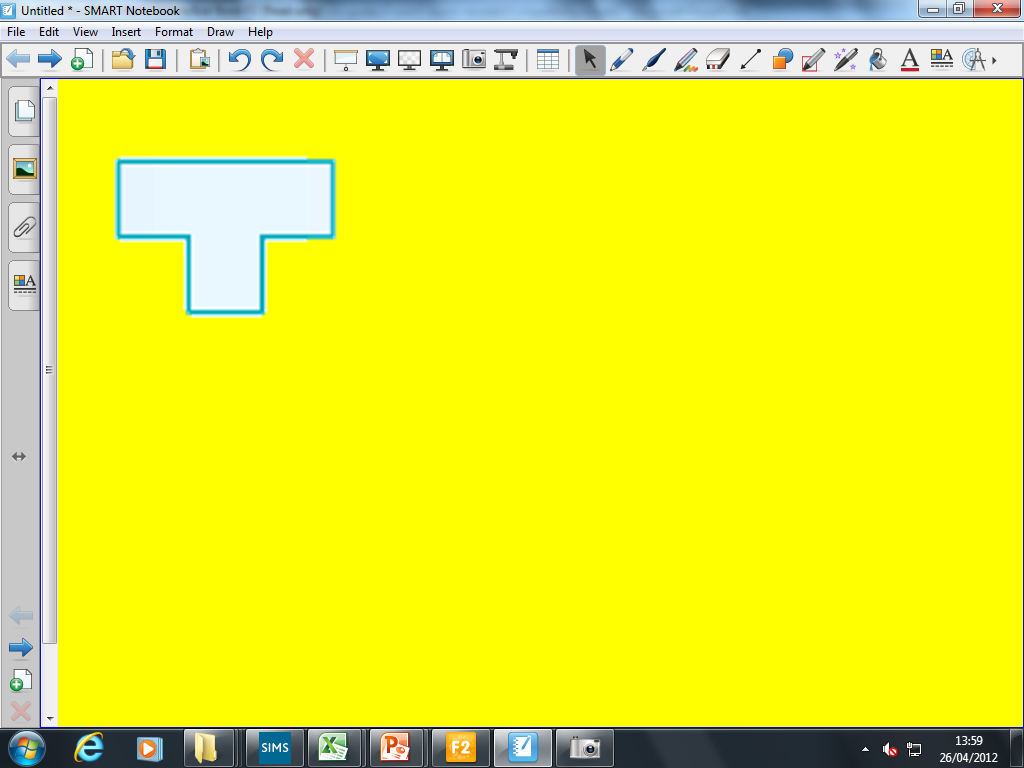 Untitled * - SMART Notebook
File Edit View Insert Format Draw Help
A
A
A
SIMS
F2
13:59
26/04/2012